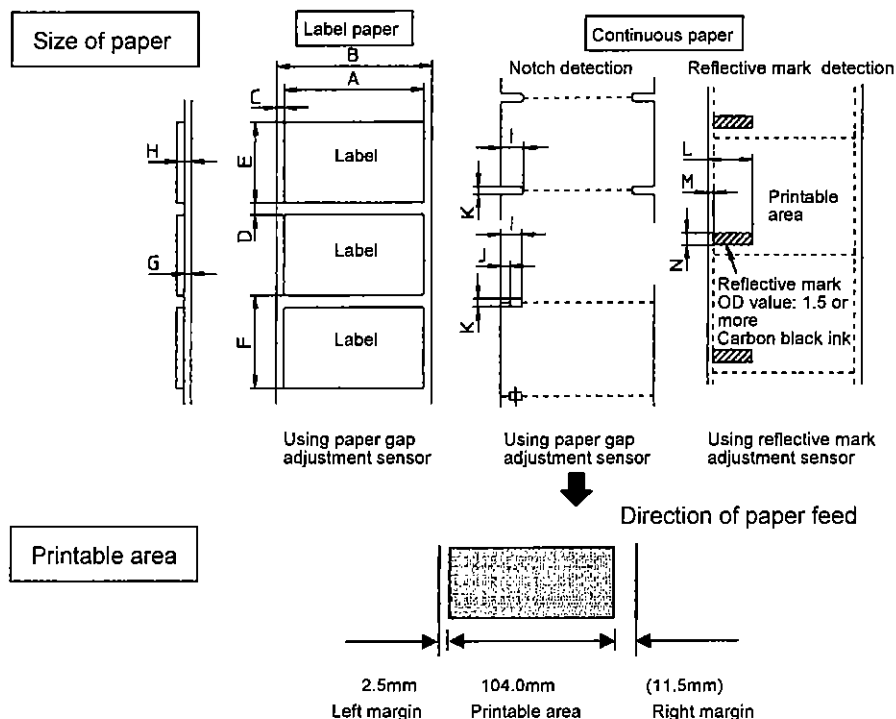 Size of paper
Label paper
Continuous paper
Notch detection
Reflective mark detection
B
A
C
H
E
Label
D
G
Label
F
Label
I
K
I
J
K
L
M
Printable
area
N
Reflective mark
OD value: 1.5 or
more
Carbon black ink
Using paper gap
adjustment sensor
Using paper gap
adjustment sensor
Using reflective mark
adjustment sensor
Direction of paper feed
Printable area
2.5mm
104.0mm
(11.5mm)
Left margin
Printable area
Right margin